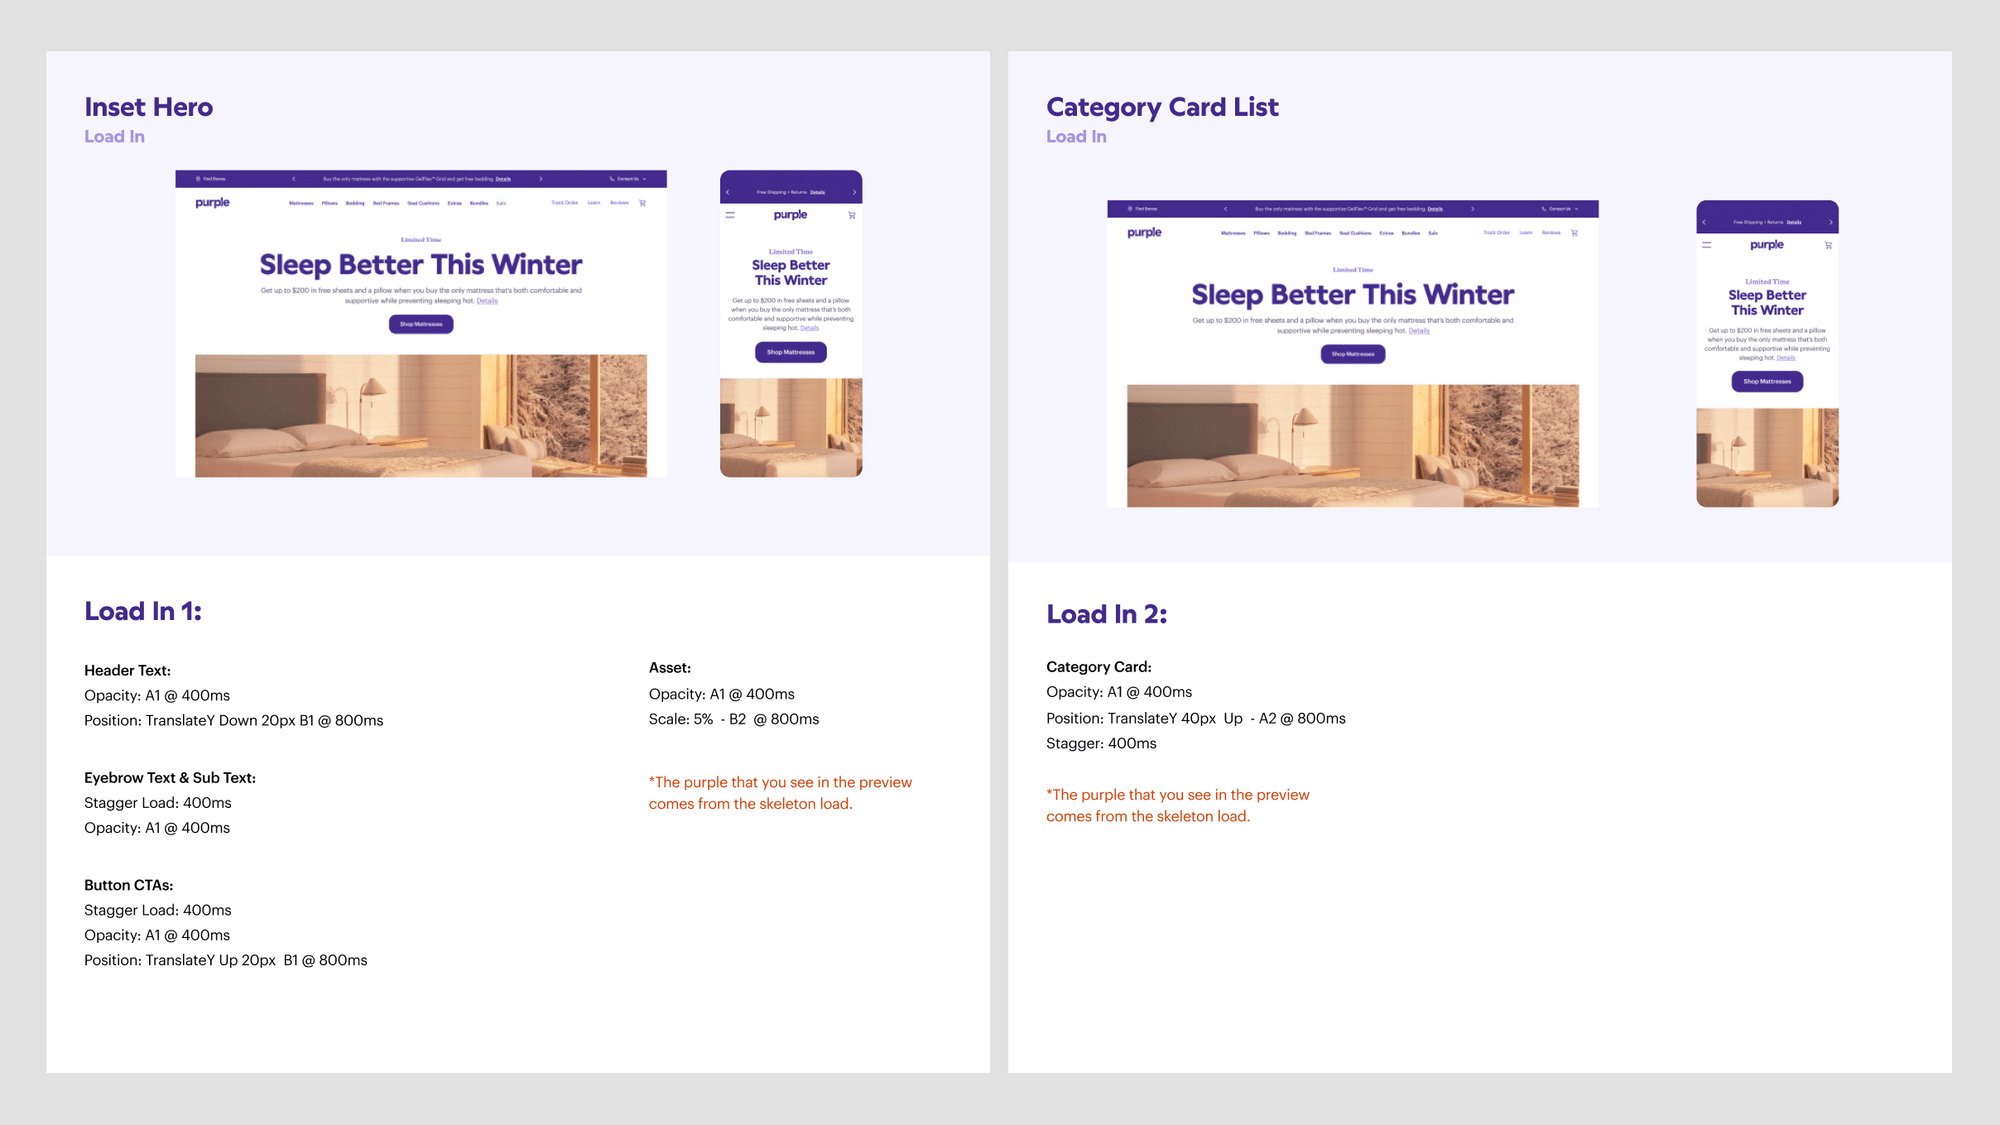 Inset Hero
Load In
Find Stores
Buy the only mattress with the supportive GelFlex™ Grid and get free bedding. Details
Contact Us
purple
Mattresses Pillows Bedding Bed Frames Seat Cushions Extras Bundles Sale
Track Order Learn Reviews
Limited Time
Sleep Better This Winter
Get up to $200 in free sheets and a pillow when you buy the only mattress that's both comfortable and
supportive while preventing sleeping hot. Details
Shop Mattresses
Free Shipping + Returns Details
purple
Limited Time
Sleep Better
This Winter
Get up to $200 in free sheets and a pillow
when you buy the only mattress that's both
comfortable and supportive while preventing
sleeping hot. Details
Shop Mattresses
Load In 1:
Header Text:
Opacity: A1 @ 400ms
Position: TranslateY Down 20px B1 @ 800ms
Eyebrow Text & Sub Text:
Stagger Load: 400ms
Opacity: A1 @ 400ms
Button CTAs:
Stagger Load: 400ms
Opacity: A1 @ 400ms
Position: TranslateY Up 20px B1 @ 800ms
Asset:
Opacity: A1 @ 400ms
Scale: 5% - B2 @ 800ms
*The purple that you see in the preview
comes from the skeleton load.
Category Card List
Load In
Find Stores
Buy the only mattress with the supportive GelFlex™ Grid and get free bedding. Details
Contact Us
purple
Mattresses Pillows Bedding Bed Frames Seat Cushions Extras Bundles Sale
Track Order Learn Reviews
Limited Time
Sleep Better This Winter
Get up to $200 in free sheets and a pillow when you buy the only mattress that's both comfortable and
supportive while preventing sleeping hot. Details
Shop Mattresses
Free Shipping + Returns Details
purple
Limited Time
Sleep Better
This Winter
Get up to $200 in free sheets and a pillow
when you buy the only mattress that's both
comfortable and supportive while preventing
sleeping hot. Details
Shop Mattresses
Load In 2:
Category Card:
Opacity: A1 @ 400ms
Position: TranslateY 40px Up - A2 @ 800ms
Stagger: 400ms
*The purple that you see in the preview
comes from the skeleton load.